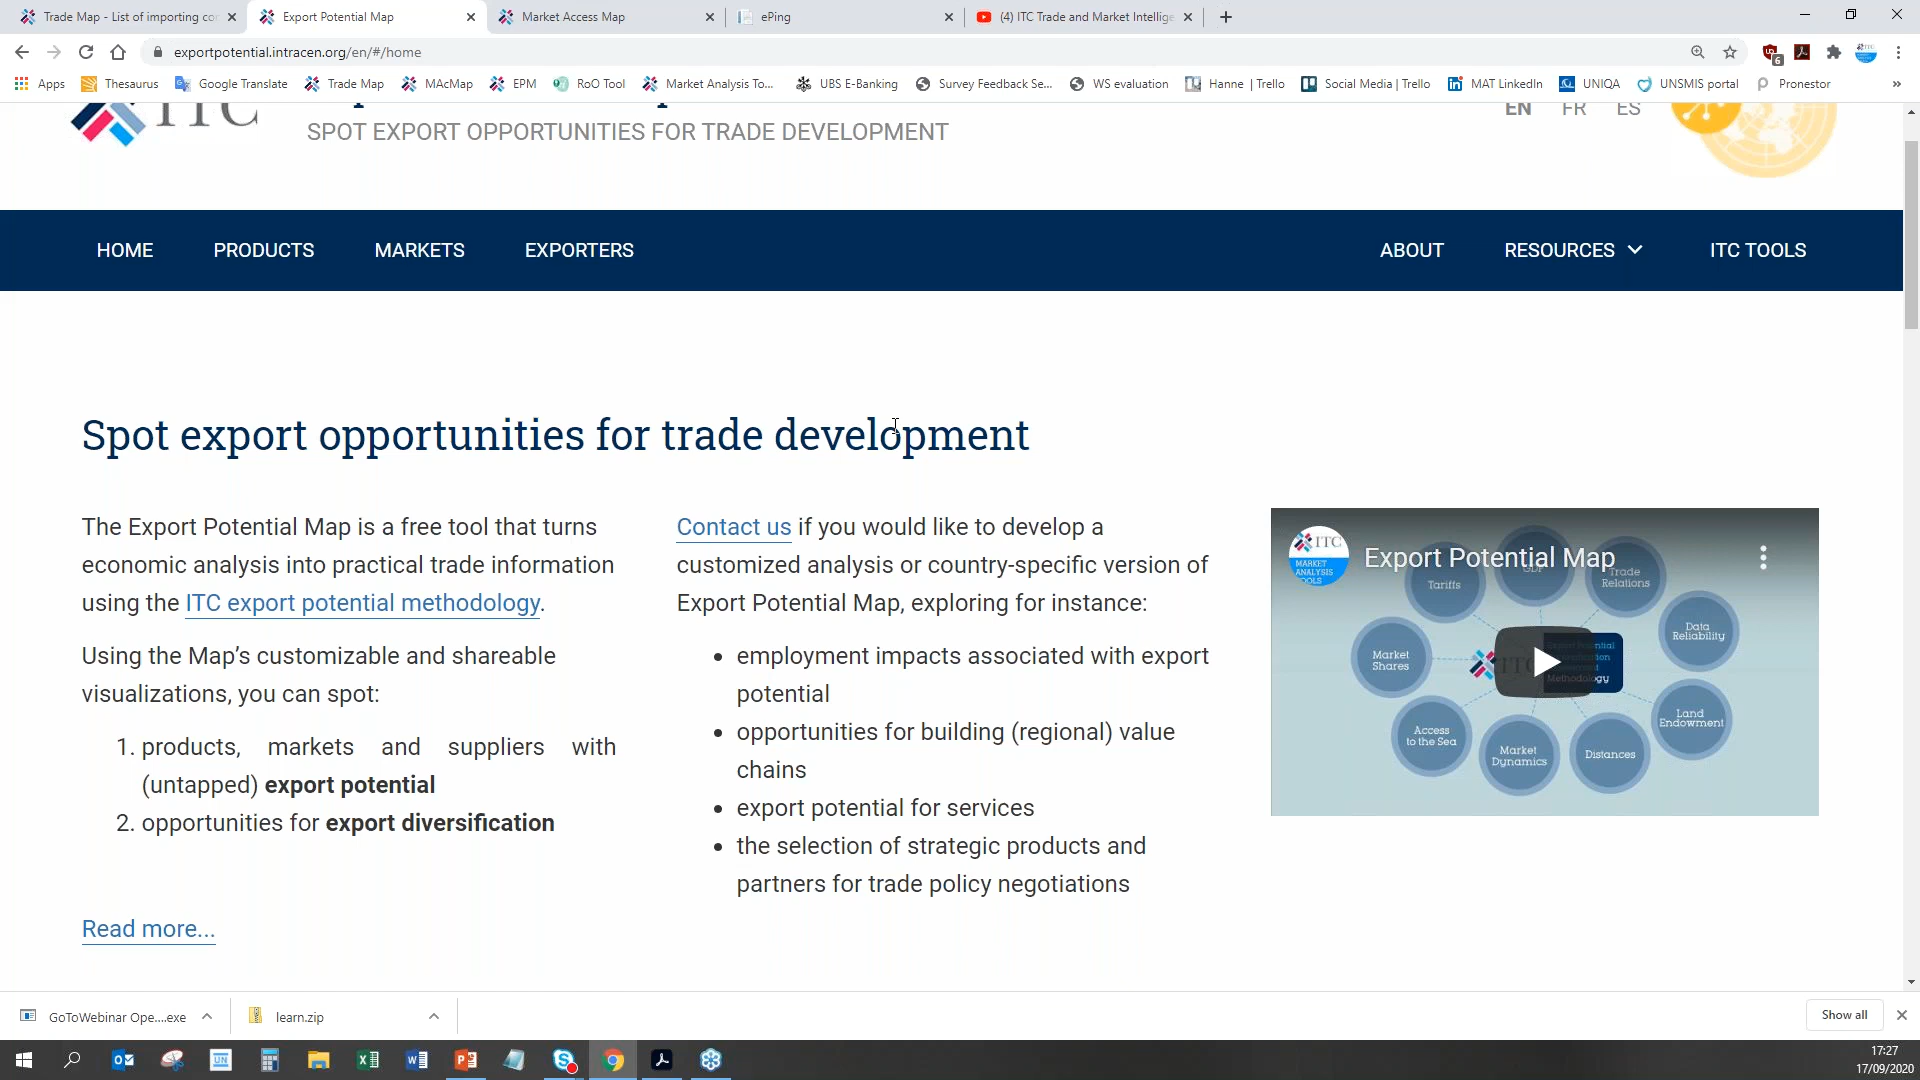 Trade Map - List of importing co
Export Potential Map
Market Access Map
ePing
(4) ITC Trade and Market Intellige
exportpotential.intracen.org/en/#/home
6
Apps
Thesaurus
Google Translate
Trade Map
MAcMap
EPM
RoO Tool
Market Analysis To...
UBS E-Banking
Survey Feedback Se...
WS evaluation
Hanne | Trello
Social Media | Trello
MAT LinkedIn
UNIQA
UNSMIS portal
Pronestor
»
ITC
SPOT EXPORT OPPORTUNITIES FOR TRADE DEVELOPMENT
EN FR ES
HOME PRODUCTS MARKETS EXPORTERS ABOUT RESOURCES ITC TOOLS
Spot export opportunities for trade development
The Export Potential Map is a free tool that turns
economic analysis into practical trade information
using the ITC export potential methodology.
Using the Map's customizable and shareable
visualizations, you can spot:
1. products, markets and suppliers with
(untapped) export potential
2. opportunities for export diversification
Read more...
Contact us if you would like to develop a
customized analysis or country-specific version of
Export Potential Map, exploring for instance:
• employment impacts associated with export
potential
• opportunities for building (regional) value
chains
• export potential for services
• the selection of strategic products and
partners for trade policy negotiations
ITC
MARKET
ANALYSIS
TOOLS
Export Potential Map
Tariffs
GDP
Trade
Relations
Data
Reliability
Market
Shares
Methodology
Land
Endowment
Access
to the Sea
Market
Dynamics
Distances
GoToWebinar Ope....exe
learn.zip
Show all
17:27
17/09/2020